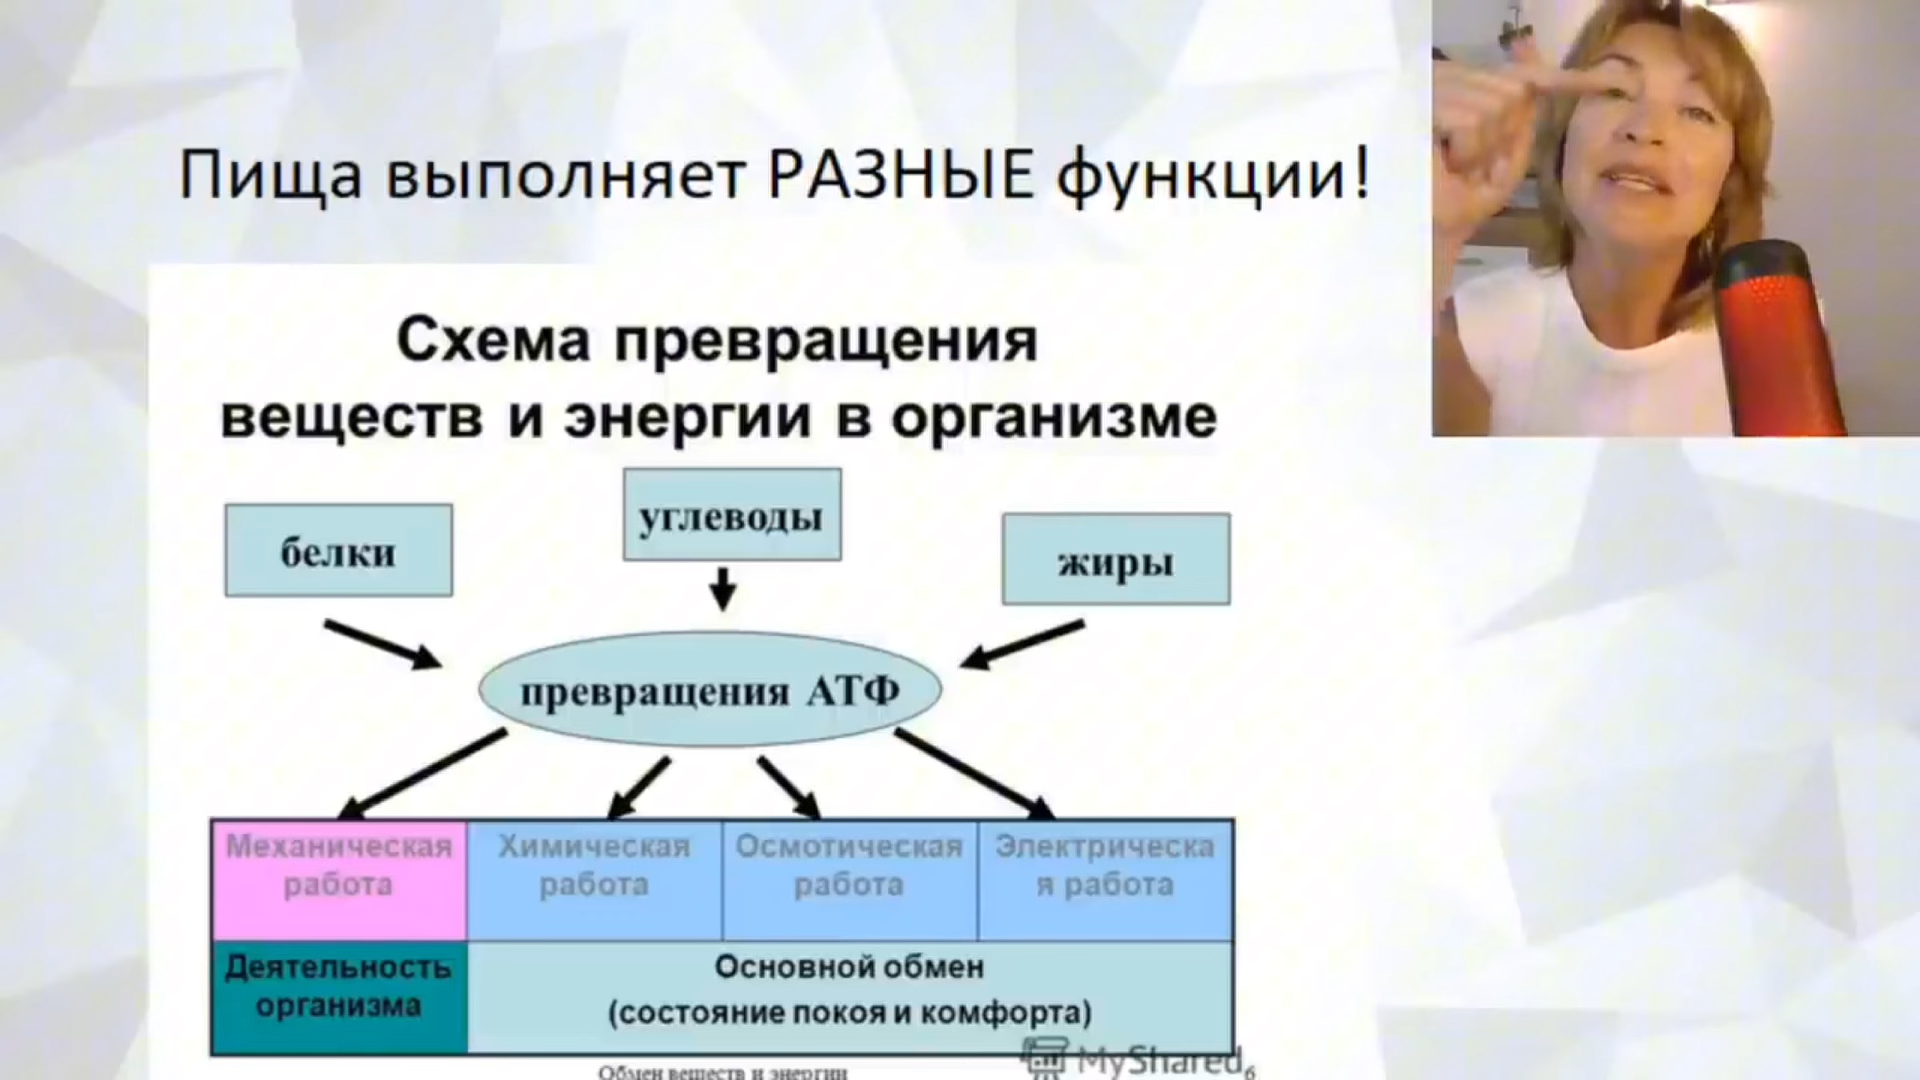 Пища выполняет РАЗНЫЕ функции!
Схема превращения
веществ и энергии в организме
белки
углеводы
жиры
превращения АТФ
Механическая
работа
Химическая
работа
Осмотическая
работа
Электрическа
я работа
Деятельность
организма
Основной обмен
(состояние покоя и комфорта)
Обмен веществ и энергии
MyShared
6